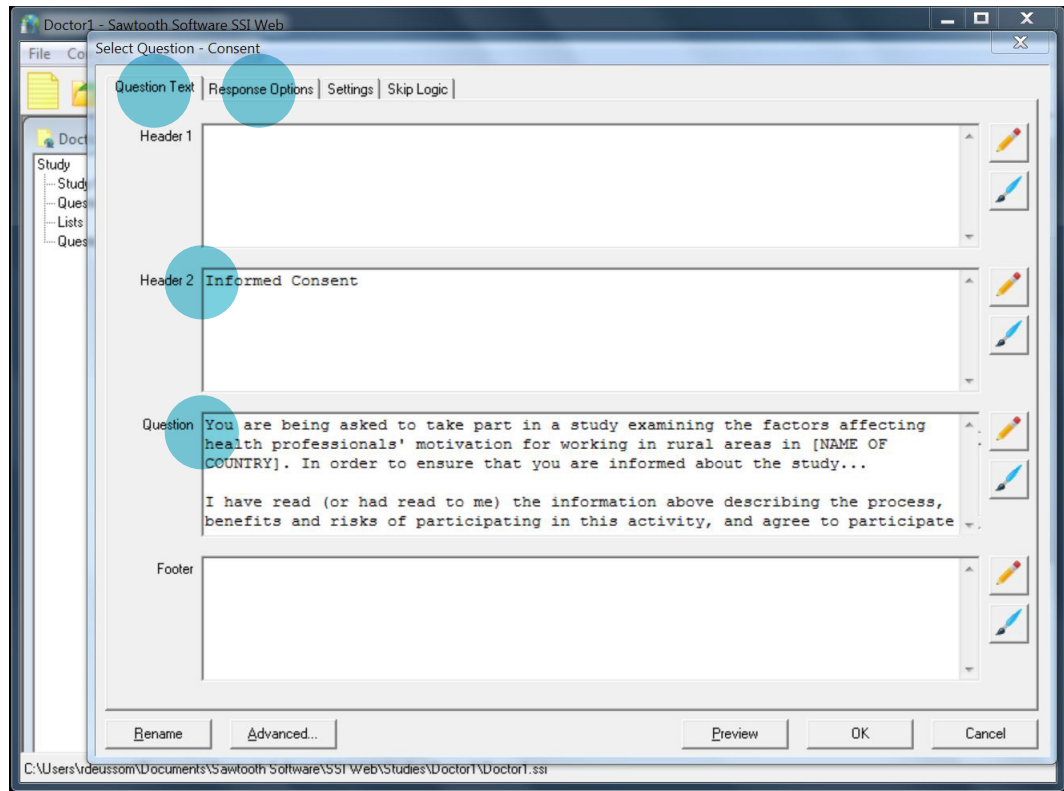 Doctor1 - Sawtooth Software SSI Web
File Co
Select Question - Consent
Question Text Response Options Settings Skip Logic
Doct
Study
Study
Ques
Lists
Ques
Header 1
Header 2 Informed Consent
Question You are being asked to take part in a study examining the factors affecting
health professionals' motivation for working in rural areas in [NAME OF
COUNTRY]. In order to ensure that you are informed about the study...
I have read (or had read to me) the information above describing the process,
benefits and risks of participating in this activity, and agree to participate
Footer
Rename Advanced... Preview OK Cancel
C:\Users\rdeussom\Documents\Sawtooth Software\SSI Web\Studies\Doctor1\Doctor1.ssi